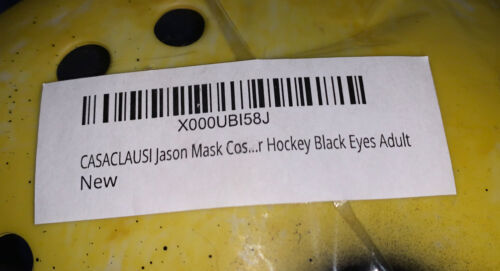 X000UBI58J
CASACLAUSI Jason Mask Cos...r Hockey Black Eyes Adult
New